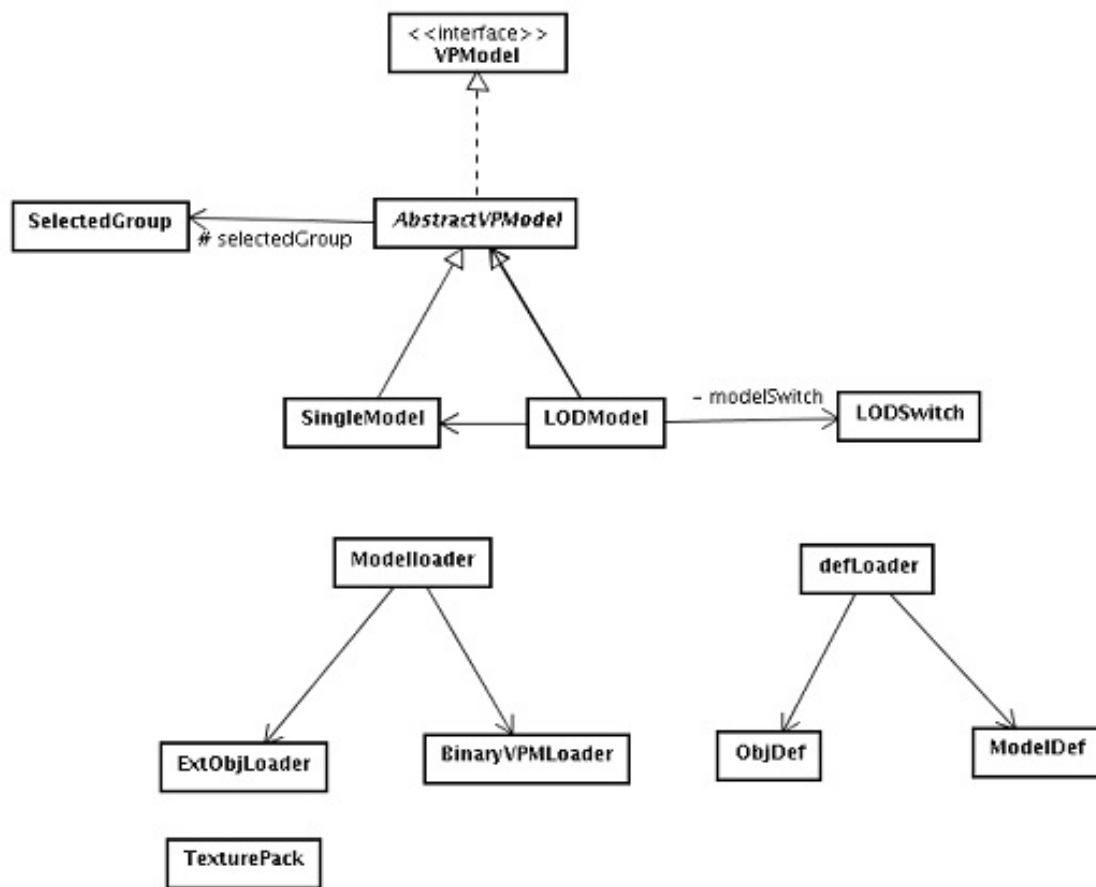 <<interface>>
VPModel
SelectedGroup
AbstractVPModel
# selectedGroup
SingleModel
LODModel
- modelSwitch
LODSwitch
Modelloader
defLoader
ExtObjLoader
BinaryVPMLoader
ObjDef
ModelDef
TexturePack